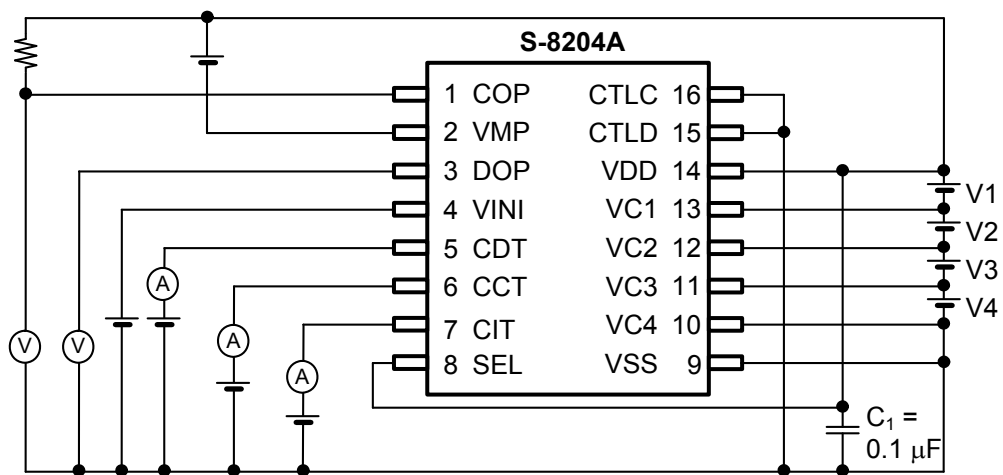 S-8204A
1 COP CTLC 16
2 VMP CTLD 15
3 DOP VDD 14
4 VINI VC1 13
5 CDT VC2 12
6 CCT VC3 11
7 CIT VC4 10
8 SEL VSS 9
V1
V2
V3
V4
V
V
A
A
A
C₁ =
0.1 μF